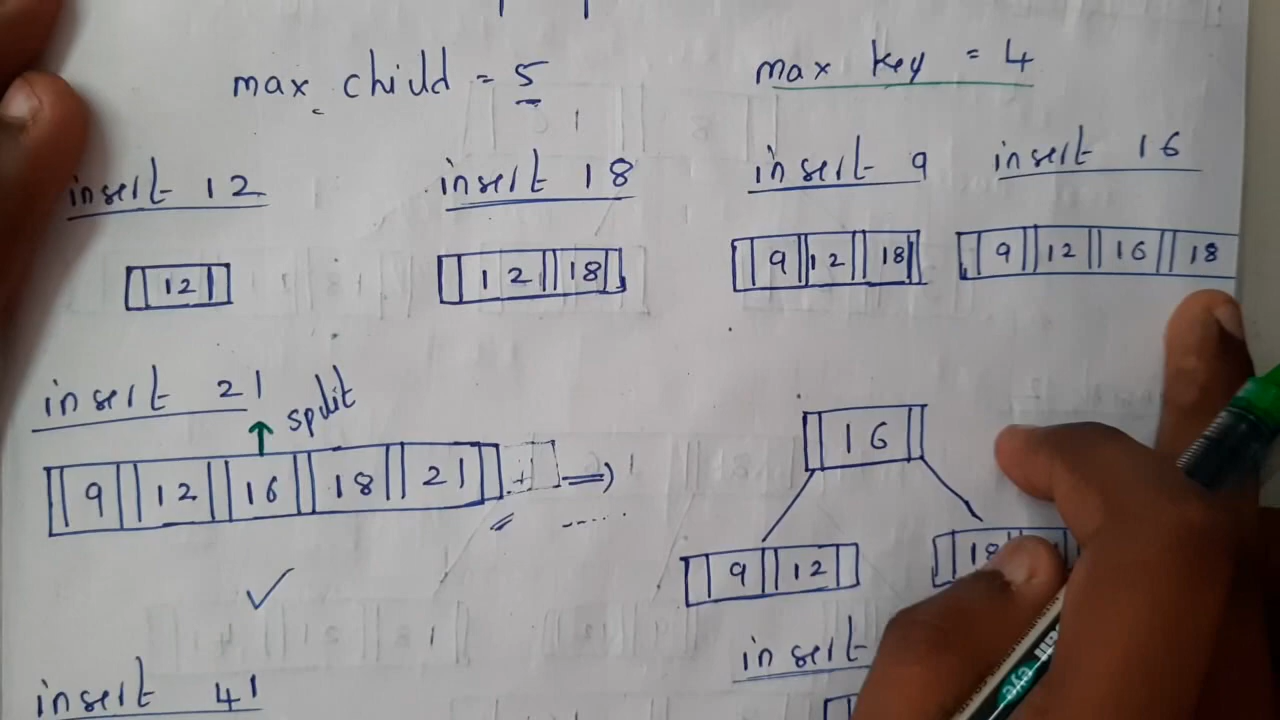 max child = 5
max key = 4
insert 12
insert 18
insert 9
insert 16
12
12 18
9 12 18
9 12 16 18
insert 21
split
9 12 16 18 21
16
9 12
18
insert
insert 41